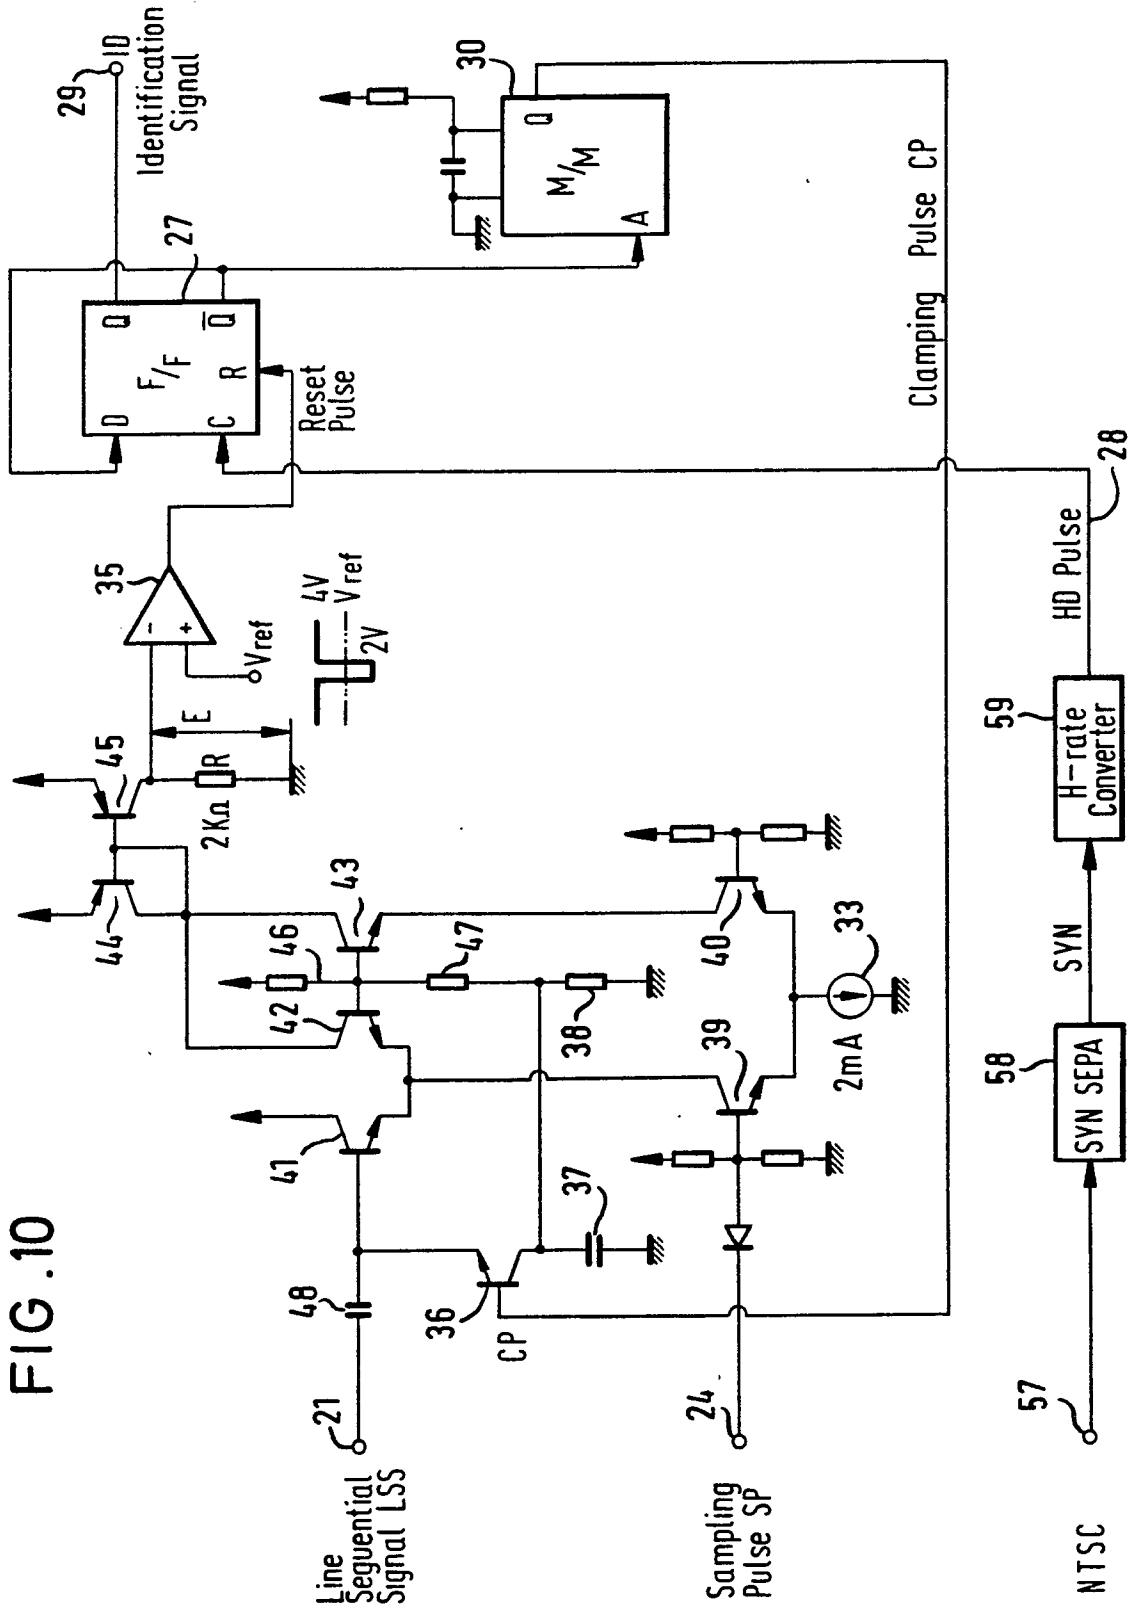 FIG.10
29
ID
Identification
Signal
27
D
Q
F/F
C
R
Q̅
Reset
Pulse
30
Q
M/M
A
35
-
+
Vref
4V
Vref
2V
E
45
44
R
2KΩ
46
43
42
47
41
38
48
21
Line
Sequential
Signal LSS
36
CP
37
40
39
33
2mA
24
Sampling
Pulse SP
Clamping Pulse CP
57
NTSC
58
SYN SEPA
SYN
59
H-rate
Converter
HD Pulse
28